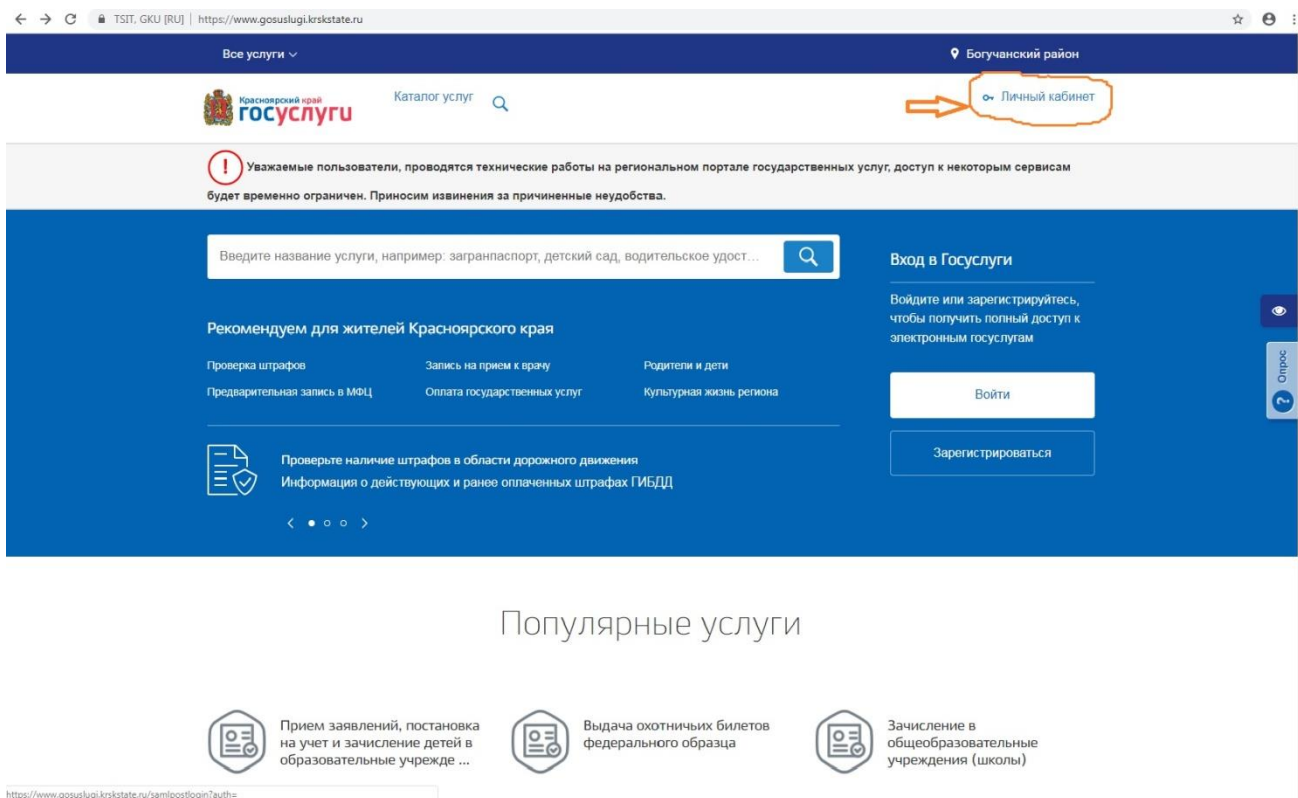 TSIT, GKU [RU] | https://www.gosuslugi.krskstate.ru
Все услуги
Богучанский район
Красноярский край
госуслуги
Каталог услуг
Личный кабинет
! Уважаемые пользователи, проводятся технические работы на региональном портале государственных услуг, доступ к некоторым сервисам
будет временно ограничен. Приносим извинения за причиненные неудобства.
Введите название услуги, например: загранпаспорт, детский сад, водительское удост...
Рекомендуем для жителей Красноярского края
Проверка штрафов
Запись на прием к врачу
Родители и дети
Предварительная запись в МФЦ
Оплата государственных услуг
Культурная жизнь региона
Проверьте наличие штрафов в области дорожного движения
Информация о действующих и ранее оплаченных штрафах ГИБДД
Вход в Госуслуги
Войдите или зарегистрируйтесь,
чтобы получить полный доступ к
электронным госуслугам
Войти
Зарегистрироваться
Опрос
?
Популярные услуги
Прием заявлений, постановка
на учет и зачисление детей в
образовательные учрежде ...
Выдача охотничьих билетов
федерального образца
Зачисление в
общеобразовательные
учреждения (школы)
https://www.gosuslugi.krskstate.ru/samlpostlogin?auth=